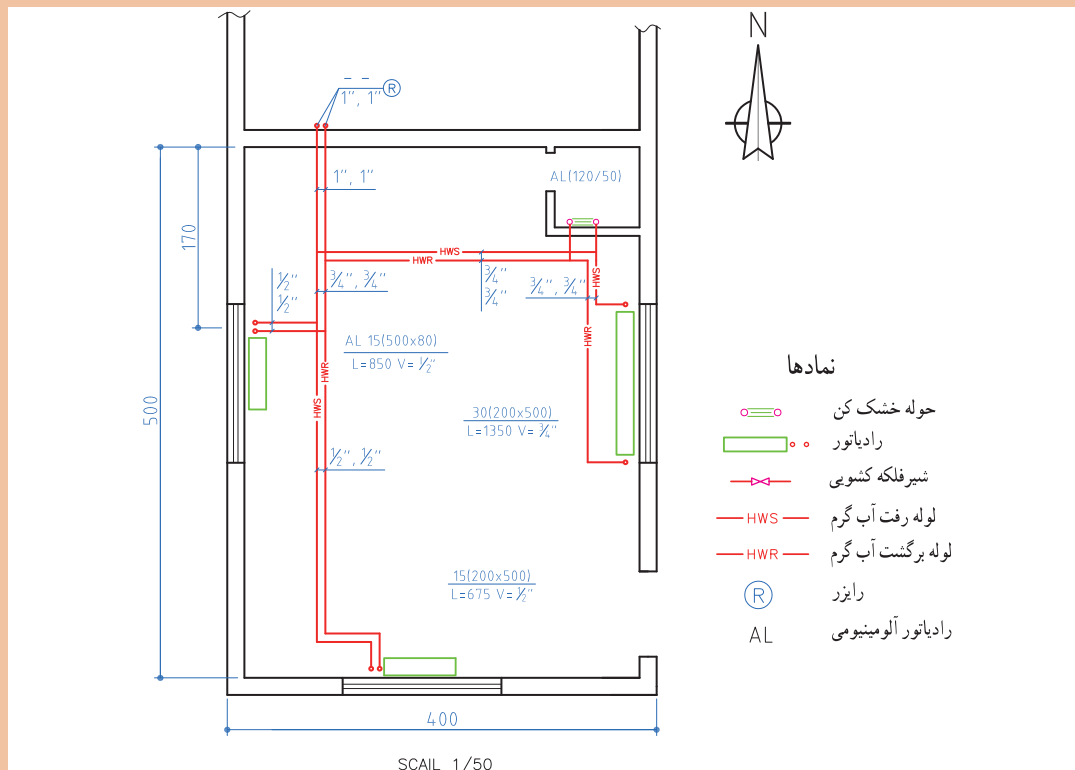 N
1", 1" R
1", 1"
AL(120/50)
170
HWS
HWR
3/4"
3/4"
1/2"
1/2"
3/4", 3/4"
3/4", 3/4"
HWS
HWR
AL 15(500x80)
L=850 V=1/2"
HWR
HWS
500
30(200x500)
L=1350 V=3/4"
1/2", 1/2"
15(200x500)
L=675 V=1/2"
400
SCAIL 1/50
نمادها
حوله خشک کن
رادیاتور
شیرفلکه کشویی
HWS لوله رفت آب گرم
HWR لوله برگشت آب گرم
R رایزر
AL رادیاتور آلومینیومی